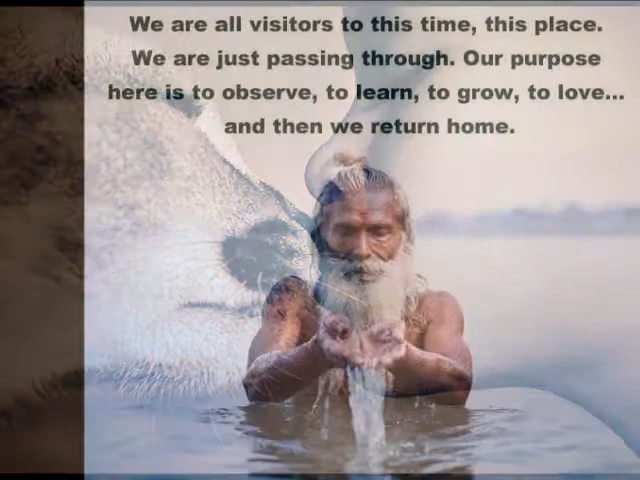 We are all visitors to this time, this place.
We are just passing through. Our purpose
here is to observe, to learn, to grow, to love...
and then we return home.